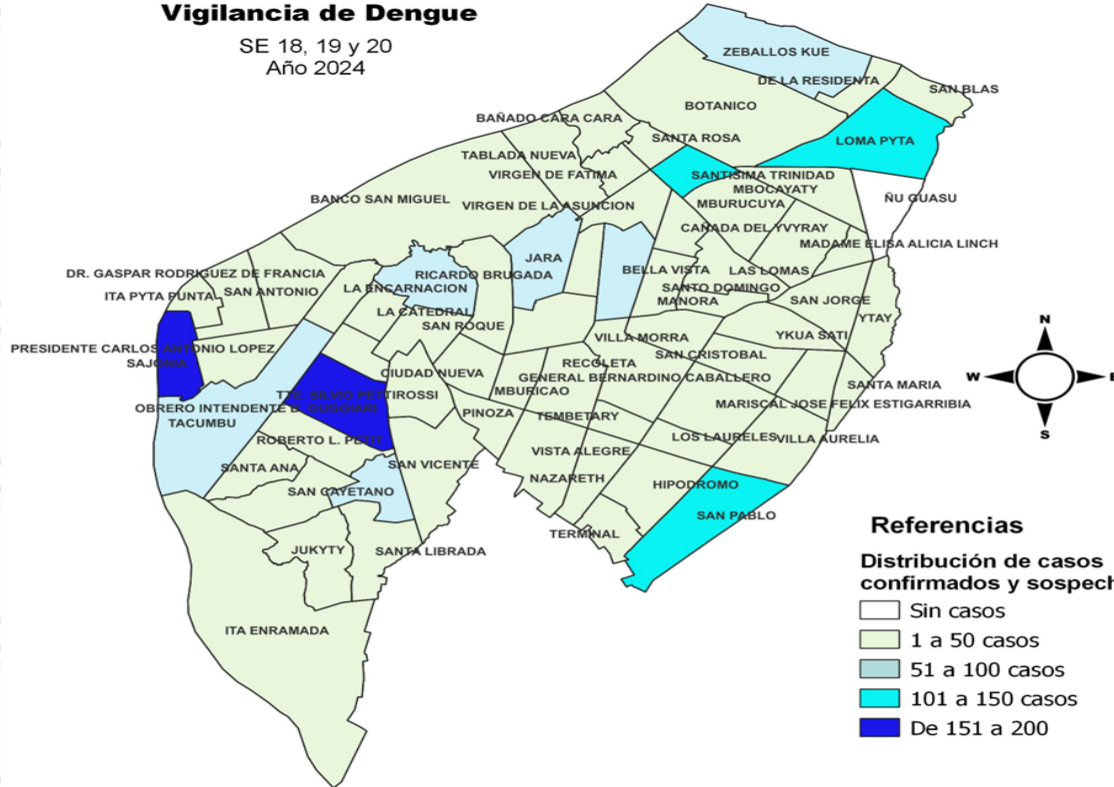 Vigilancia de Dengue
SE 18, 19 y 20
Año 2024
ZEBALLOS KUE
DE LA RESIDENTA
SAN BLAS
BOTANICO
BAÑADO CARA CARA
SANTA ROSA
LOMA PYTA
TABLADA NUEVA
VIRGEN DE FATIMA
SANTISIMA TRINIDAD
MBOCAYATY
ÑU GUASU
BANCO SAN MIGUEL
VIRGEN DE LA ASUNCION
MBURUCUYA
CAÑADA DEL YVYRAY
MADAME ELISA ALICIA LINCH
JARA
DR. GASPAR RODRIGUEZ DE FRANCIA
RICARDO BRUGADA
BELLA VISTA
LAS LOMAS
ITA PYTA PUNTA
SAN ANTONIO
LA ENCARNACION
SANTO DOMINGO
MANORA
SAN JORGE
LA CATEDRAL
SAN ROQUE
YTAY
VILLA MORRA
YKUA SATI
PRESIDENTE CARLOS ANTONIO LOPEZ
SAJONIA
RECOLETA
SAN CRISTOBAL
CIUDAD NUEVA
GENERAL BERNARDINO CABALLERO
SANTA MARIA
MBURICAO
TTE. SILVIO PETTIROSSI
MARISCAL JOSE FELIX ESTIGARRIBIA
OBRERO INTENDENTE B. GUGGIARI
PINOZA
TEMBETARY
TACUMBU
ROBERTO L. PETIT
LOS LAURELES
VILLA AURELIA
VISTA ALEGRE
SANTA ANA
SAN VICENTE
NAZARETH
HIPODROMO
SAN CAYETANO
SAN PABLO
TERMINAL
JUKYTY
SANTA LIBRADA
ITA ENRAMADA
N
W
E
S
Referencias
Distribución de casos
confirmados y sospech
Sin casos
1 a 50 casos
51 a 100 casos
101 a 150 casos
De 151 a 200